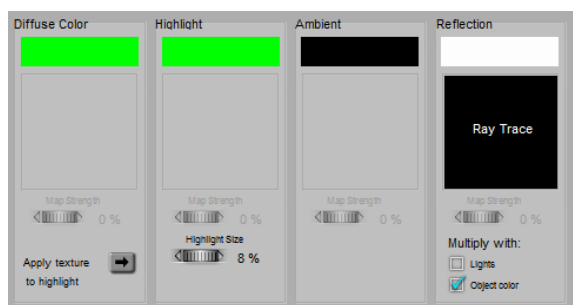 Diffuse Color
Highlight
Ambient
Reflection
Ray Trace
Map Strength
0 %
Map Strength
0 %
Map Strength
0 %
Map Strength
0 %
Highlight Size
8 %
Apply texture
to highlight
Multiply with:
Lights
Object color